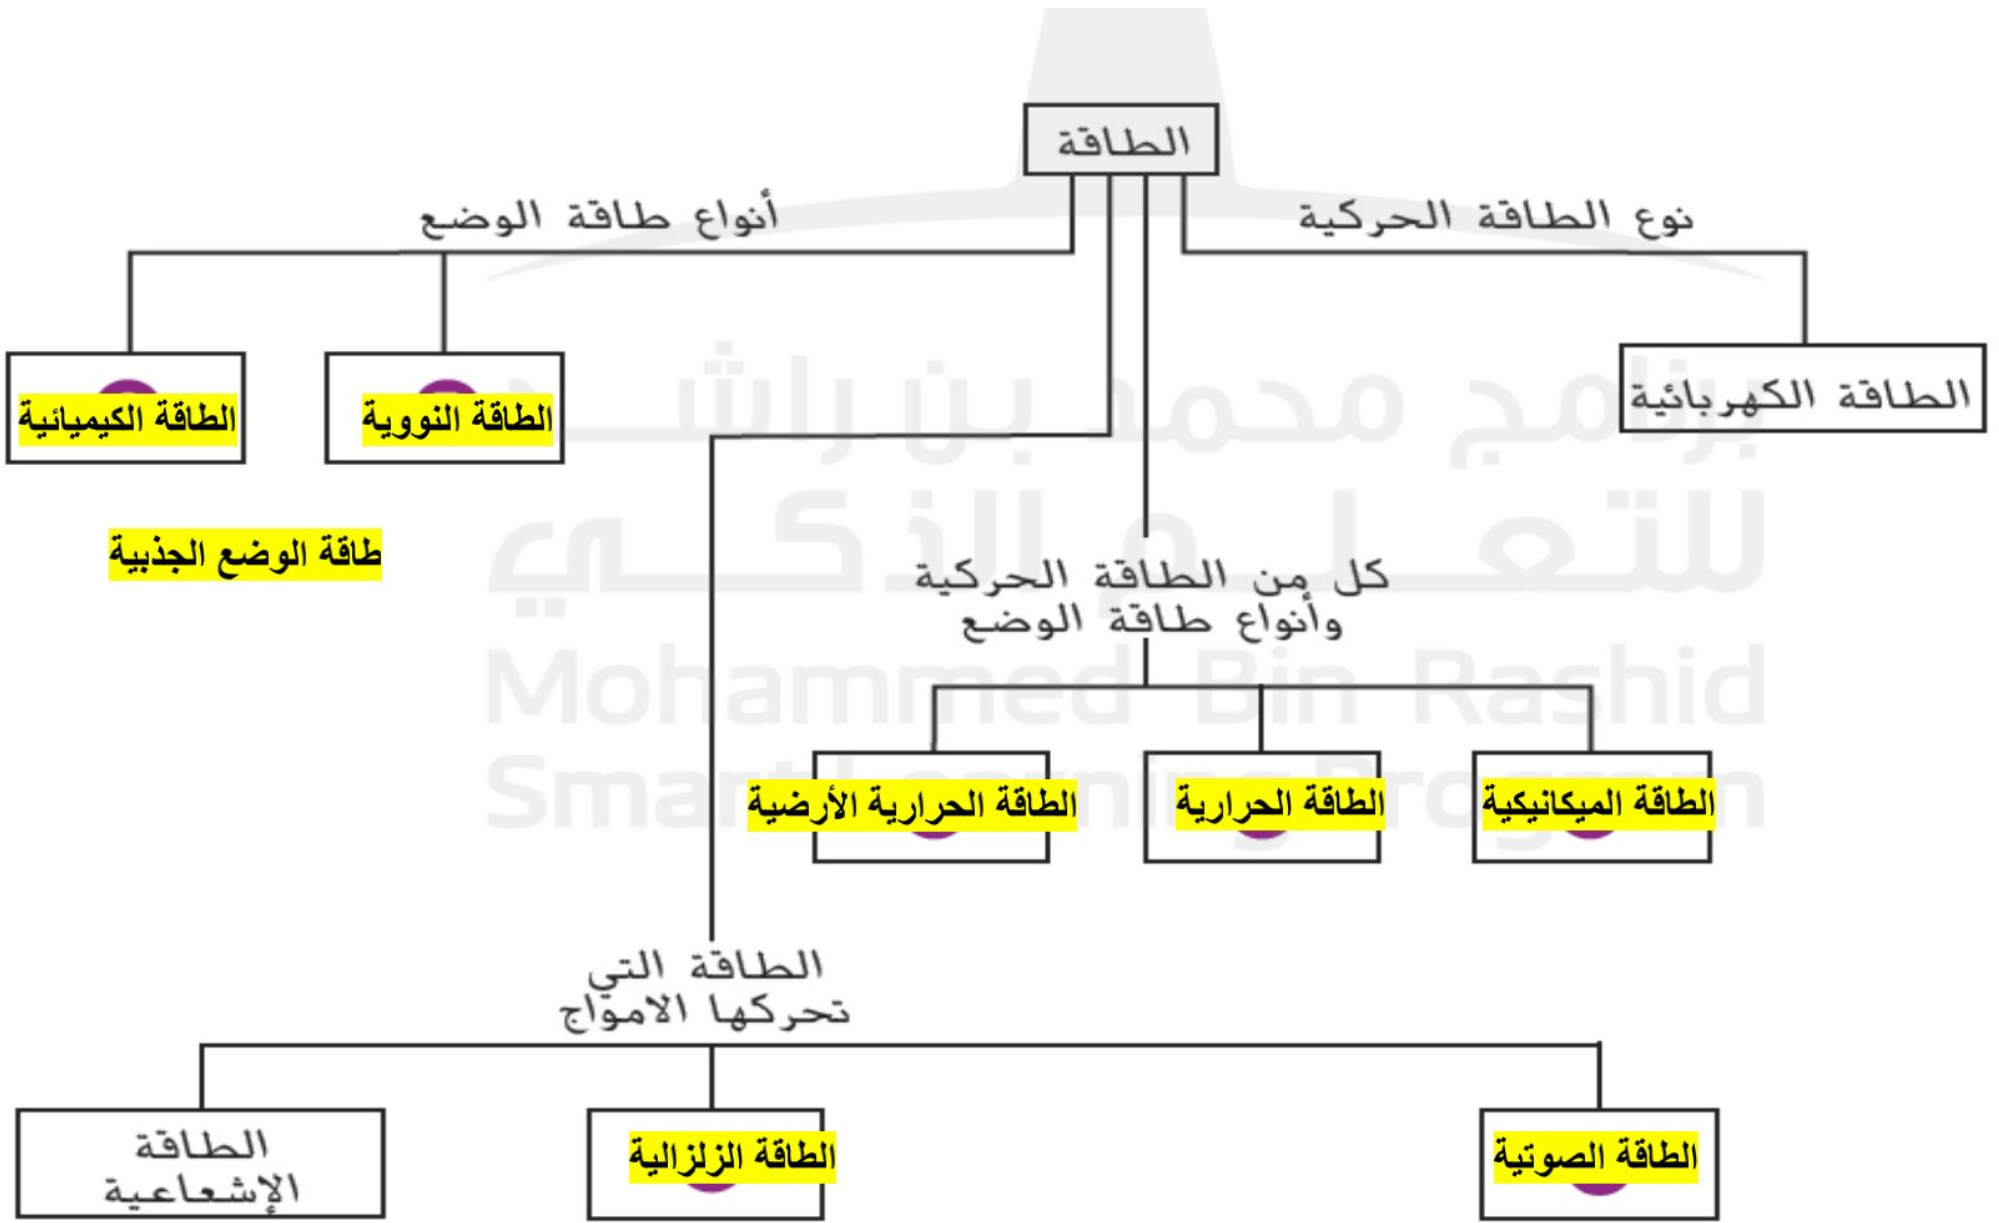 الطاقة
نوع الطاقة الحركية
أنواع طاقة الوضع
الطاقة الكهربائية
الطاقة النووية
الطاقة الكيميائية
طاقة الوضع الجذبية
كل من الطاقة الحركية
وأنواع طاقة الوضع
الطاقة الميكانيكية
الطاقة الحرارية
الطاقة الحرارية الأرضية
الطاقة التي
تحركها الامواج
الطاقة الصوتية
الطاقة الزلزالية
الطاقة
الإشعاعية
برنامج محمد بن راشد
للتعلم الذكي
Mohammed Bin Rashid
Smart Learning Program